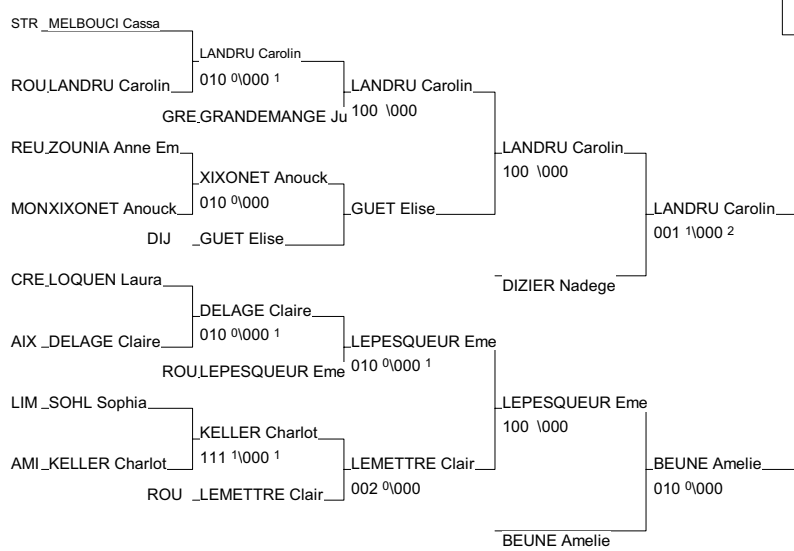 STR MELBOUCI Cassa
LANDRU Carolin
010 0\000 1
ROU LANDRU Carolin
LANDRU Carolin
100 \000
GRE GRANDEMANGE Ju
REU ZOUNIA Anne Em
LANDRU Carolin
100 \000
XIXONET Anouck
010 0\000
MON XIXONET Anouck
GUET Elise
LANDRU Carolin
001 1\000 2
DIJ GUET Elise
CRE LOQUEN Laura
DIZIER Nadege
DELAGE Claire
010 0\000 1
AIX DELAGE Claire
LEPESQUEUR Eme
010 0\000 1
ROU LEPESQUEUR Eme
LIM SOHL Sophia
LEPESQUEUR Eme
100 \000
KELLER Charlot
111 1\000 1
AMI KELLER Charlot
LEMETTRE Clair
002 0\000
BEUNE Amelie
010 0\000
ROU LEMETTRE Clair
BEUNE Amelie